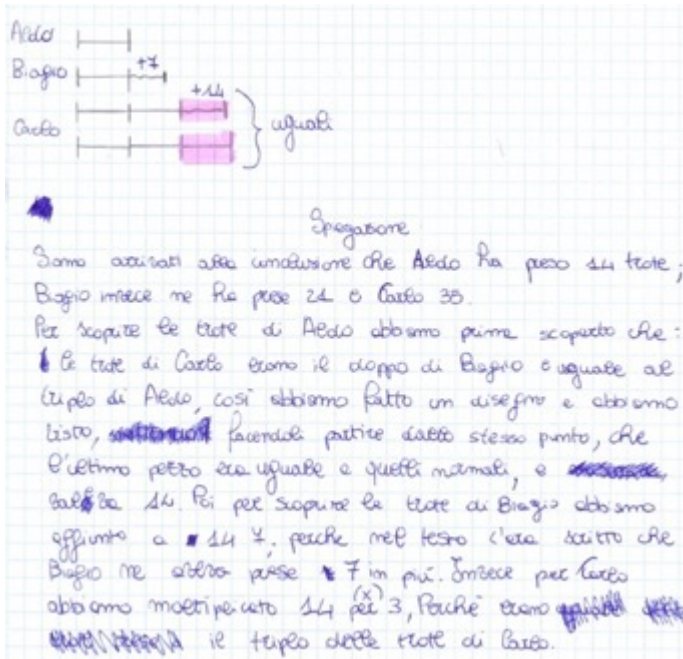 Aldo
Biagio +7
+14
Carlo uguali
Spiegazione
Siamo arrivati alla conclusione che Aldo ha preso 14 trote;
Biagio invece ne ha prese 21 e Carlo 35.
Per scoprire le trote di Aldo abbiamo prima scoperto che:
le trote di Carlo erano il doppo di Biagio e uguale al
triplo di Aldo, così abbiamo fatto un disegno e abbiamo
visto, facendoli partire dallo stesso punto, che
l'ultimo pezzo era uguale a quelli normali, e
valeva 14. Poi per scoprire le trote di Biagio abbiamo
aggiunto a 14 7, perche nel testo c'era scritto che
Biagio ne aveva prese 7 in più. Invece per Carlo
abbiamo moltipicato 14 per (x) 3, Perche erano
il triplo delle trote di Carlo.